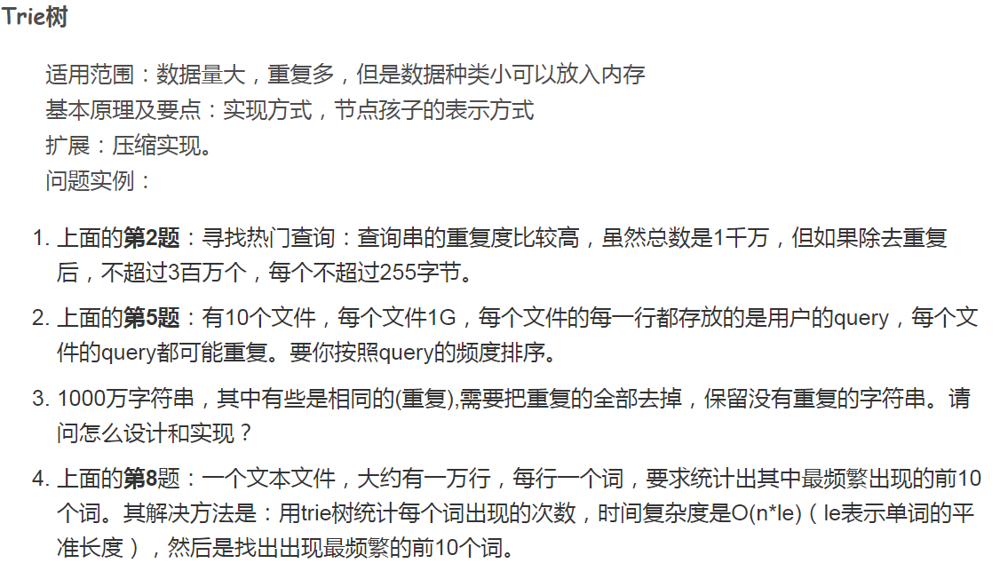 Trie树
适用范围：数据量大，重复多，但是数据种类小可以放入内存
基本原理及要点：实现方式，节点孩子的表示方式
扩展：压缩实现。
问题实例：
1. 上面的第2题：寻找热门查询：查询串的重复度比较高，虽然总数是1千万，但如果除去重复
后，不超过3百万个，每个不超过255字节。
2. 上面的第5题：有10个文件，每个文件1G，每个文件的每一行都存放的是用户的query，每个文
件的query都可能重复。要你按照query的频度排序。
3. 1000万字符串，其中有些是相同的(重复),需要把重复的全部去掉，保留没有重复的字符串。请
问怎么设计和实现？
4. 上面的第8题：一个文本文件，大约有一万行，每行一个词，要求统计出其中最频繁出现的前10
个词。其解决方法是：用trie树统计每个词出现的次数，时间复杂度是O(n*le)（le表示单词的平
准长度），然后是找出出现最频繁的前10个词。